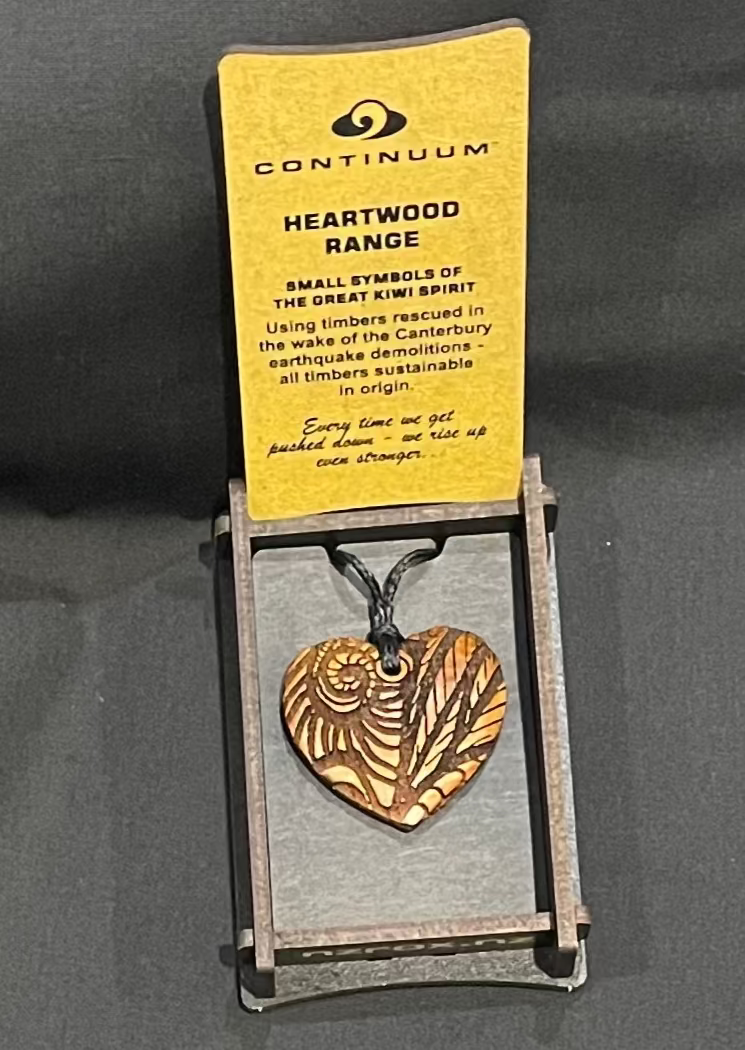 CONTINUUM™
HEARTWOOD
RANGE
SMALL SYMBOLS OF
THE GREAT KIWI SPIRIT
Using timbers rescued in
the wake of the Canterbury
earthquake demolitions -
all timbers sustainable
in origin.
Every time we get
pushed down - we rise up
even stronger...